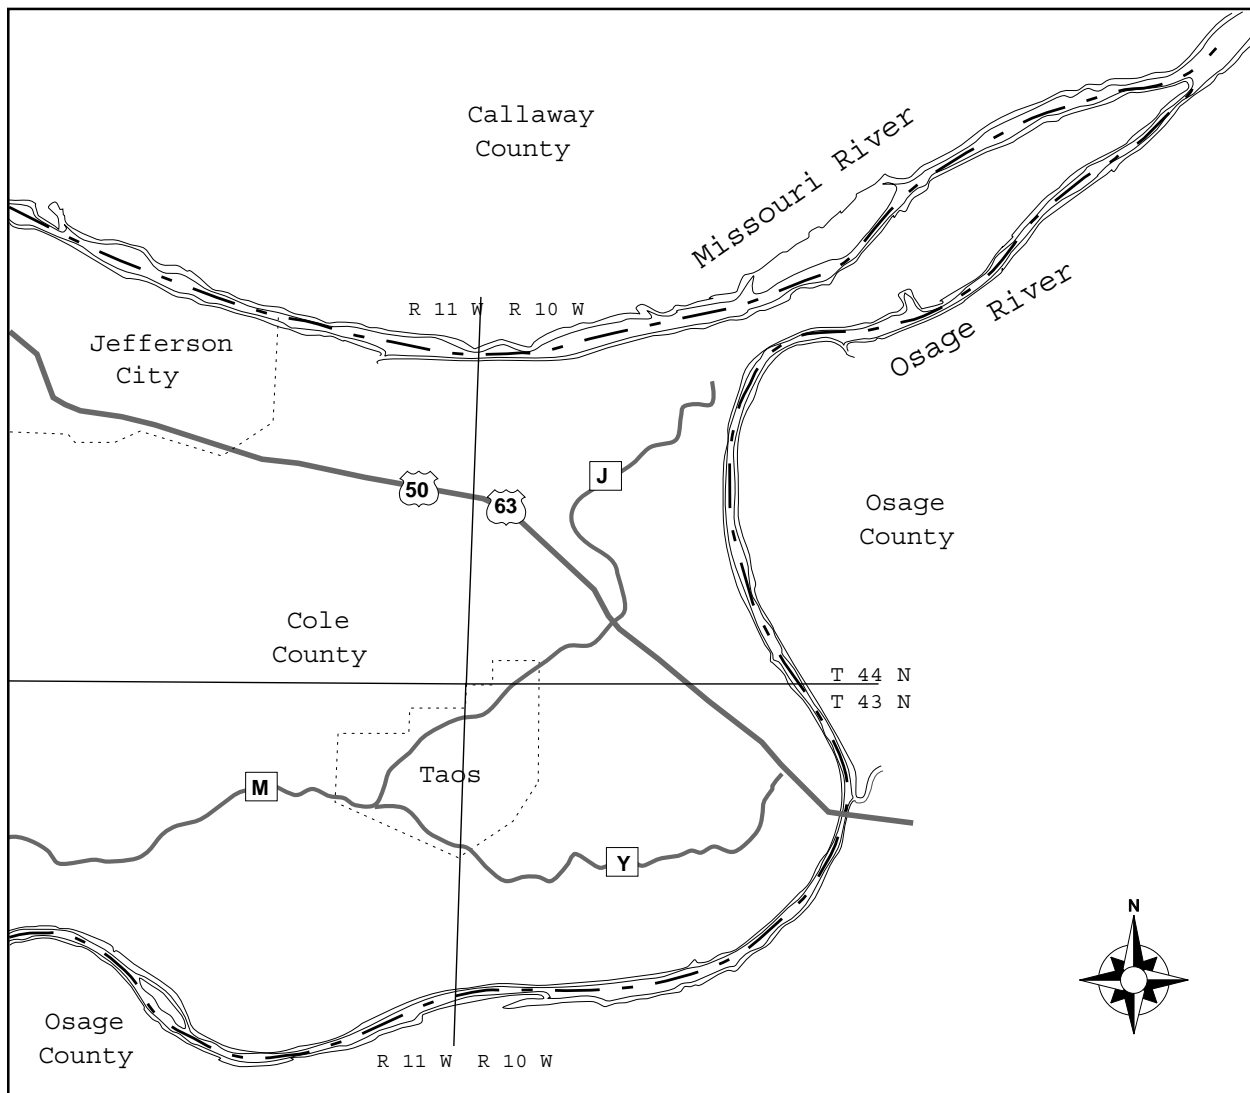 Callaway
County
Missouri River
R 11 W R 10 W
Osage River
Jefferson
City
J
50
63
Osage
County
Cole
County
T 44 N
T 43 N
Taos
M
Y
N
Osage
County
R 11 W R 10 W